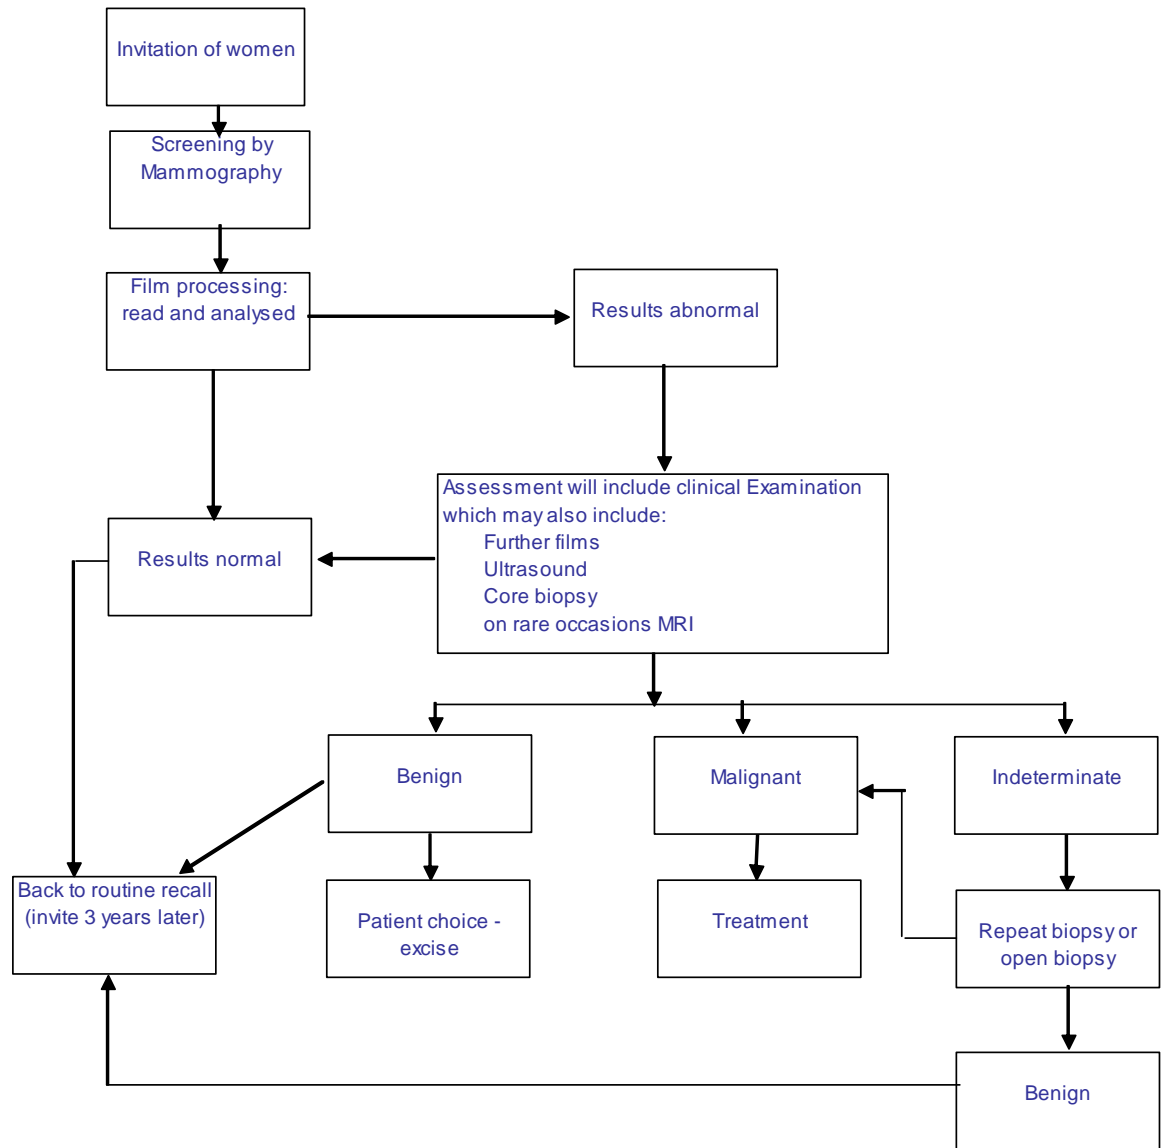 Invitation of women
Screening by
Mammography
Film processing:
read and analysed
Results abnormal
Assessment will include clinical Examination
which may also include:
Further films
Ultrasound
Core biopsy
on rare occasions MRI
Results normal
Benign
Malignant
Indeterminate
Back to routine recall
(invite 3 years later)
Patient choice -
excise
Treatment
Repeat biopsy or
open biopsy
Benign